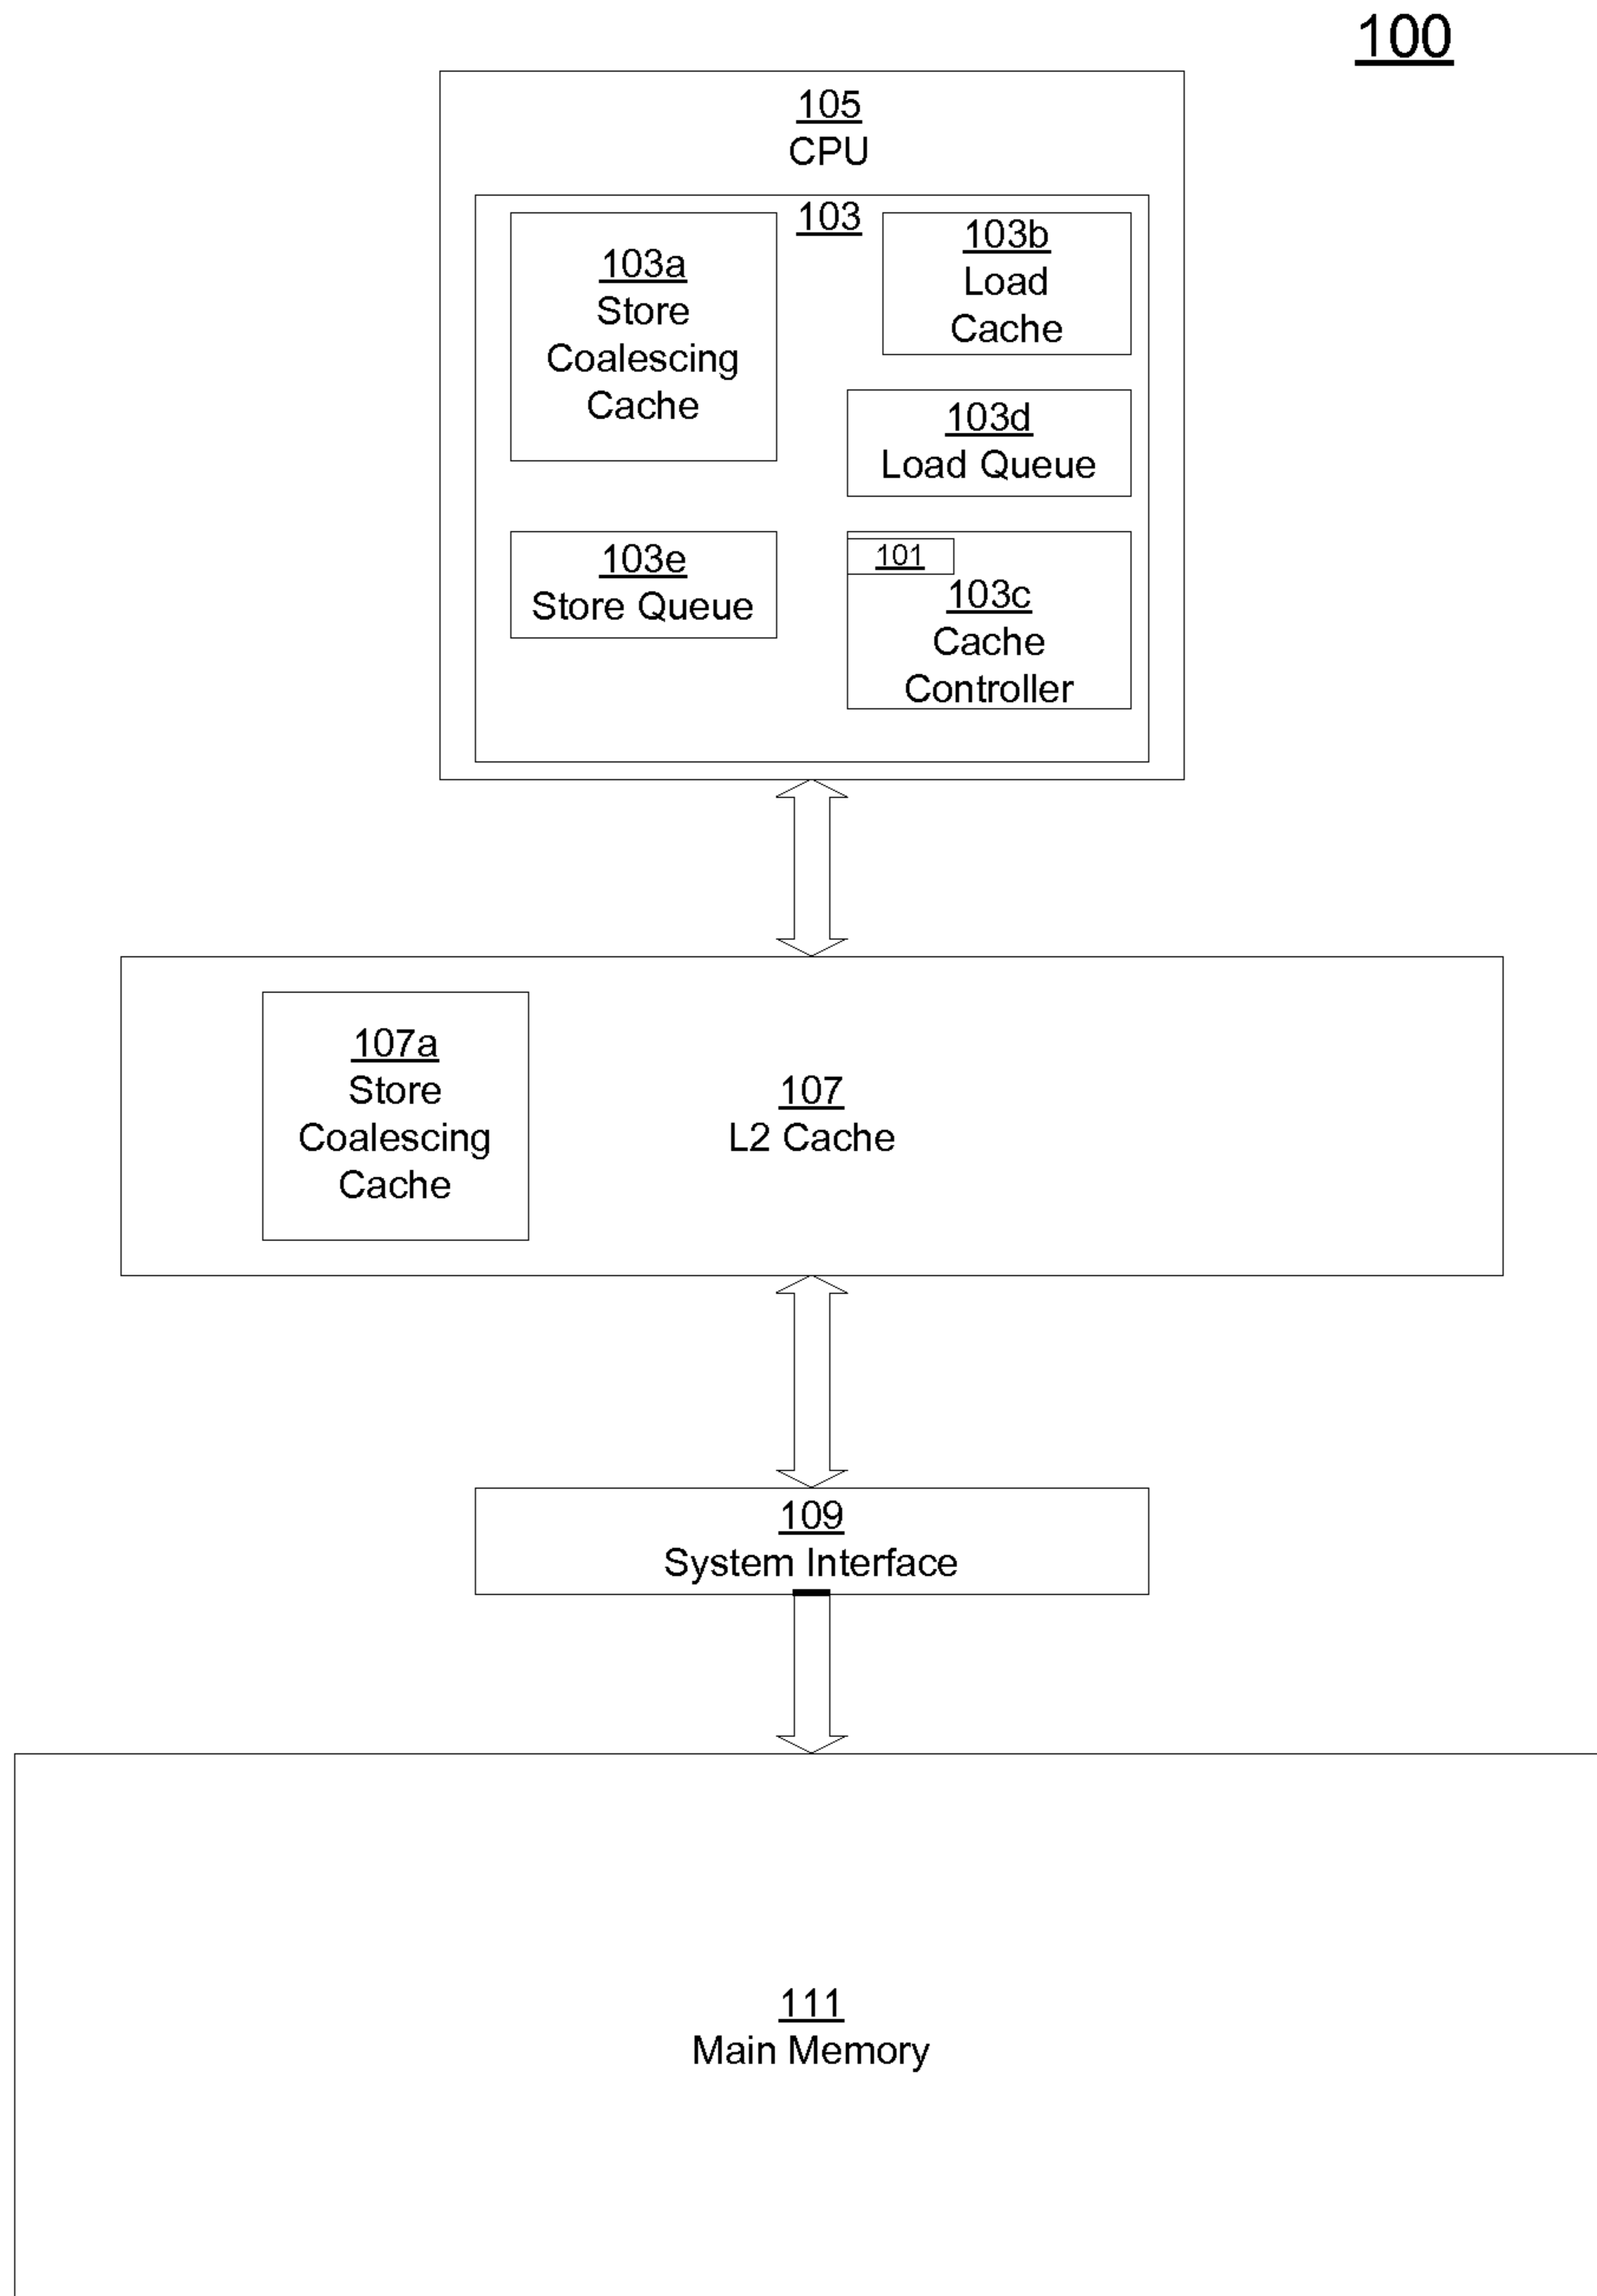 100
105
CPU
103
103a
Store
Coalescing
Cache
103b
Load
Cache
103d
Load Queue
103e
Store Queue
101
103c
Cache
Controller
107a
Store
Coalescing
Cache
107
L2 Cache
109
System Interface
111
Main Memory